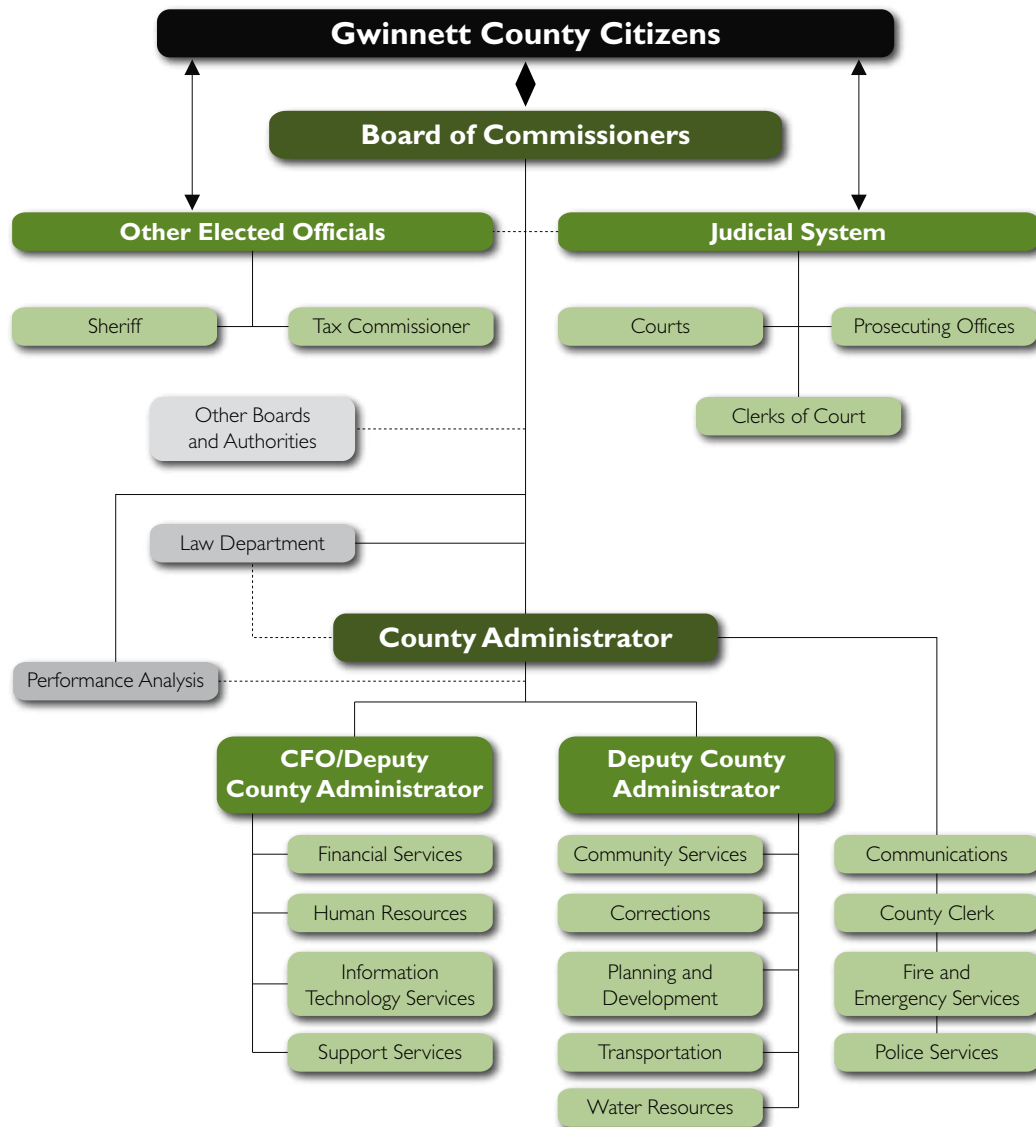 Gwinnett County Citizens
Board of Commissioners
Other Elected Officials
Judicial System
Sheriff
Tax Commissioner
Courts
Prosecuting Offices
Clerks of Court
Other Boards
and Authorities
Law Department
County Administrator
Performance Analysis
CFO/Deputy
County Administrator
Deputy County
Administrator
Financial Services
Human Resources
Information
Technology Services
Support Services
Community Services
Corrections
Planning and
Development
Transportation
Water Resources
Communications
County Clerk
Fire and
Emergency Services
Police Services